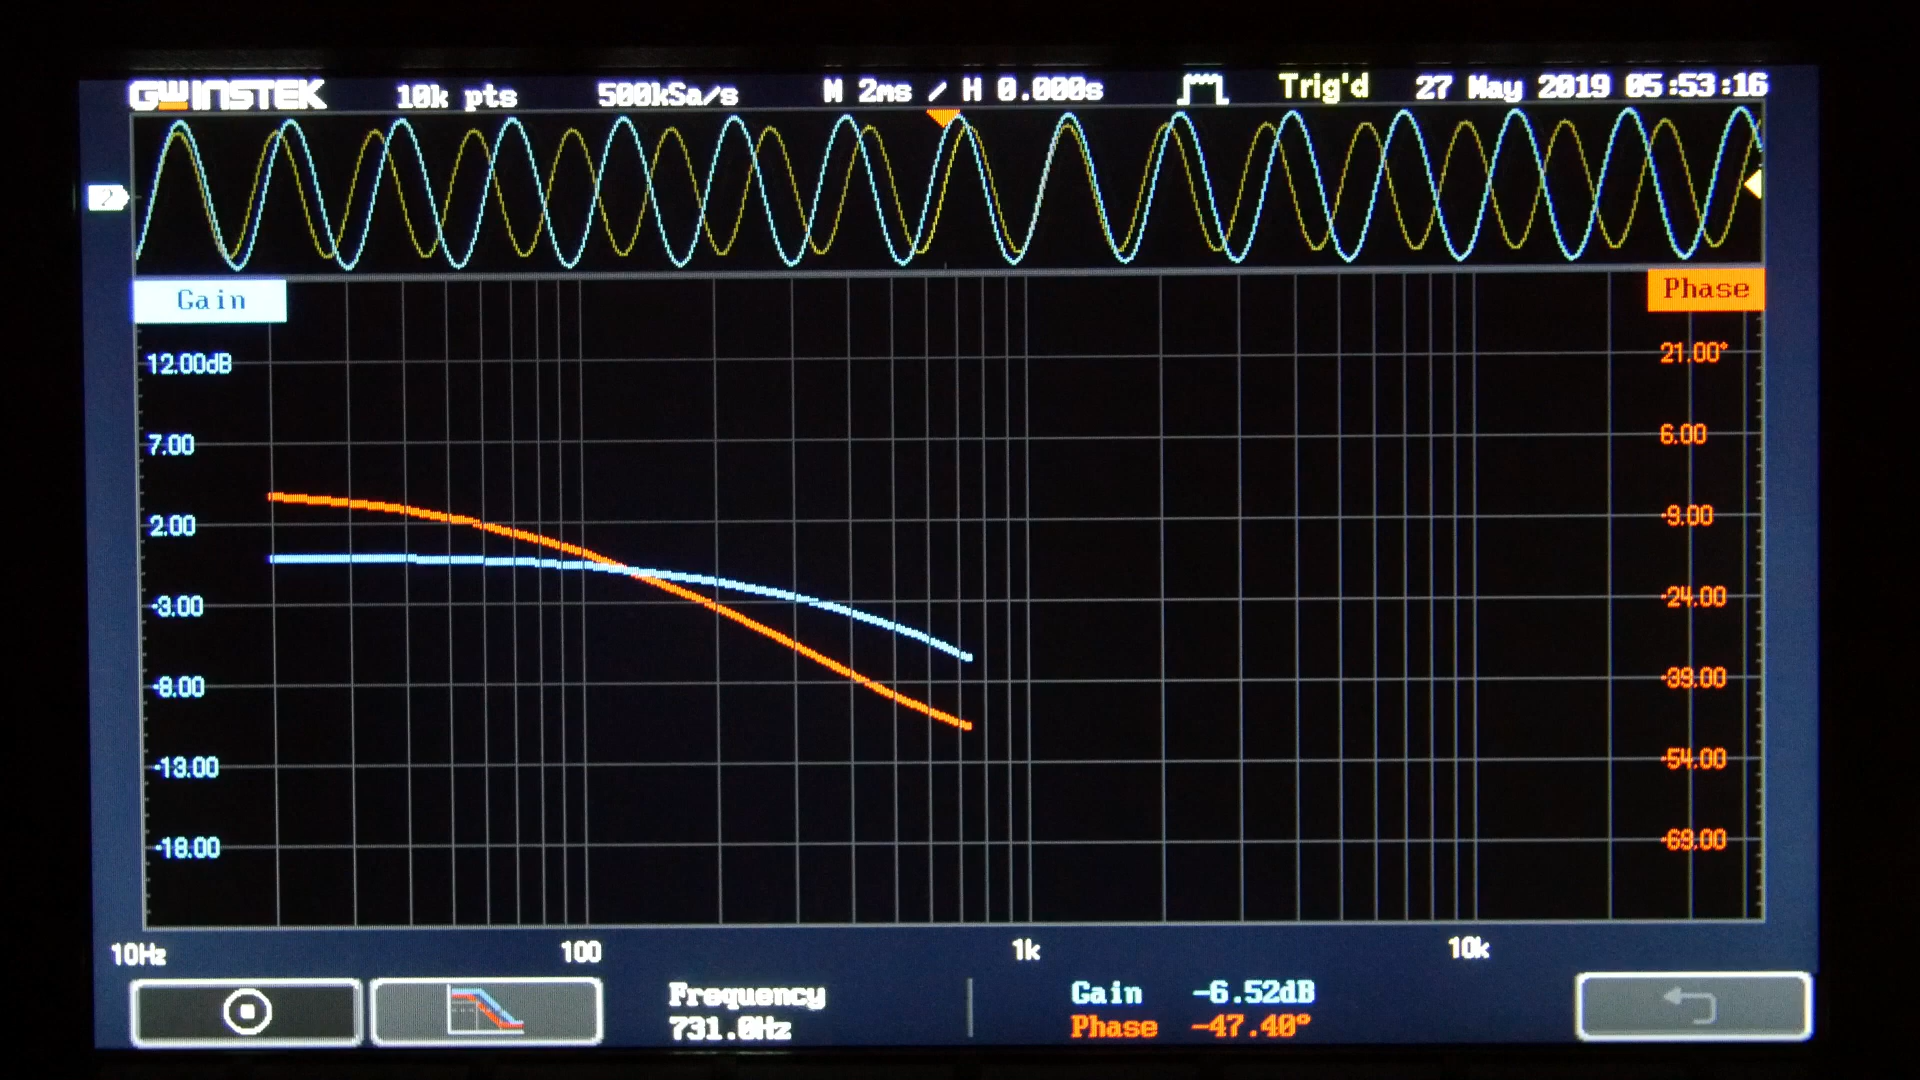 GWINSTEK 10k pts 500kSa/s M 2ms / H 0.000s Trig'd 27 May 2019 05:53:16
2
Gain Phase
12.00dB 21.00°
7.00 6.00
2.00 -9.00
-3.00 -24.00
-8.00 -39.00
-13.00 -54.00
-18.00 -69.00
10Hz 100 1k 10k
Frequency Gain -6.52dB
731.0Hz Phase -47.40°